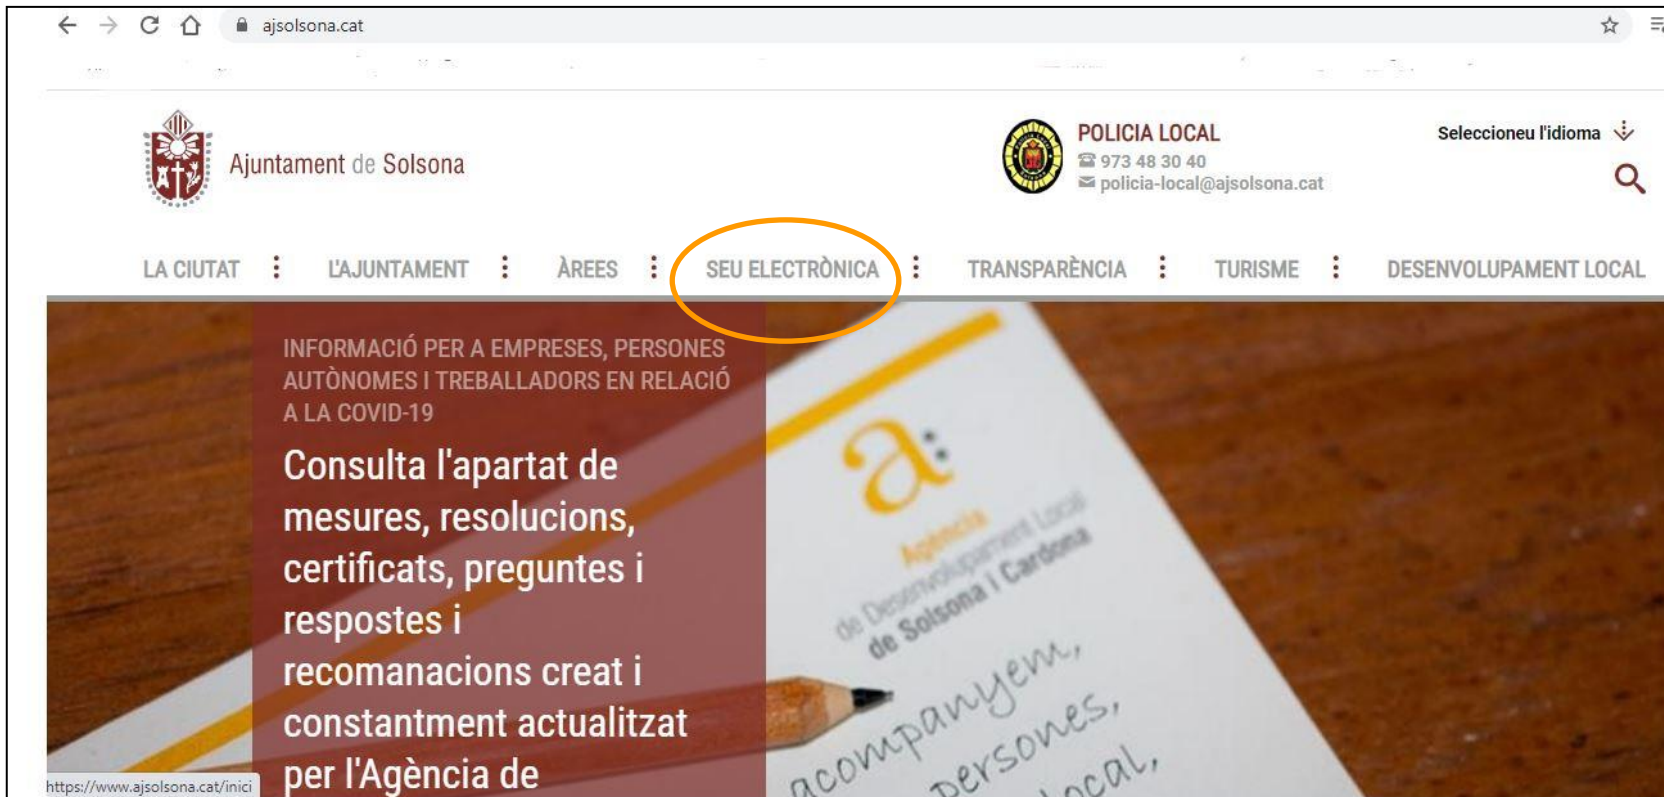 ajsolsona.cat
Ajuntament de Solsona
POLICIA LOCAL
973 48 30 40
policia-local@ajsolsona.cat
Seleccioneu l'idioma
LA CIUTAT
L'AJUNTAMENT
ÀREES
SEU ELECTRÒNICA
TRANSPARÈNCIA
TURISME
DESENVOLUPAMENT LOCAL
INFORMACIÓ PER A EMPRESES, PERSONES
AUTÒNOMES I TREBALLADORS EN RELACIÓ
A LA COVID-19
Consulta l'apartat de
mesures, resolucions,
certificats, preguntes i
respostes i
recomanacions creat i
constantment actualitzat
per l'Agència de
a:
Agència
de Desenvolupament Local
de Solsona i Cardona
acompanyem,
persones,
local,
https://www.ajsolsona.cat/inici